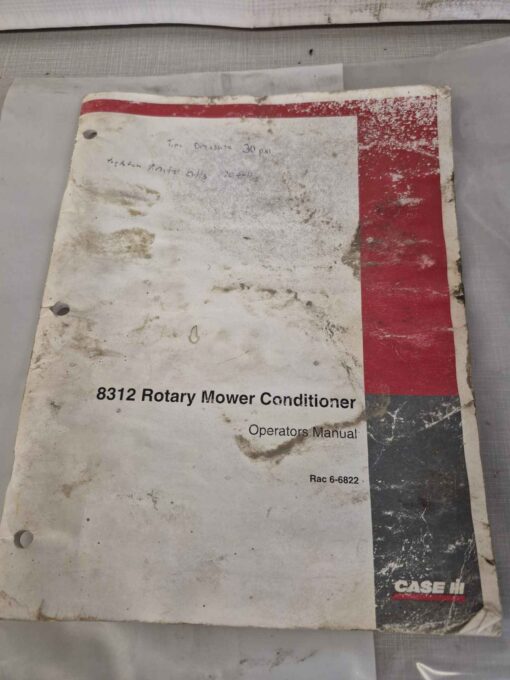 Tire pressure 30 psi
8312 Rotary Mower Conditioner
Operators Manual
Rac 6-6822
CASE IH